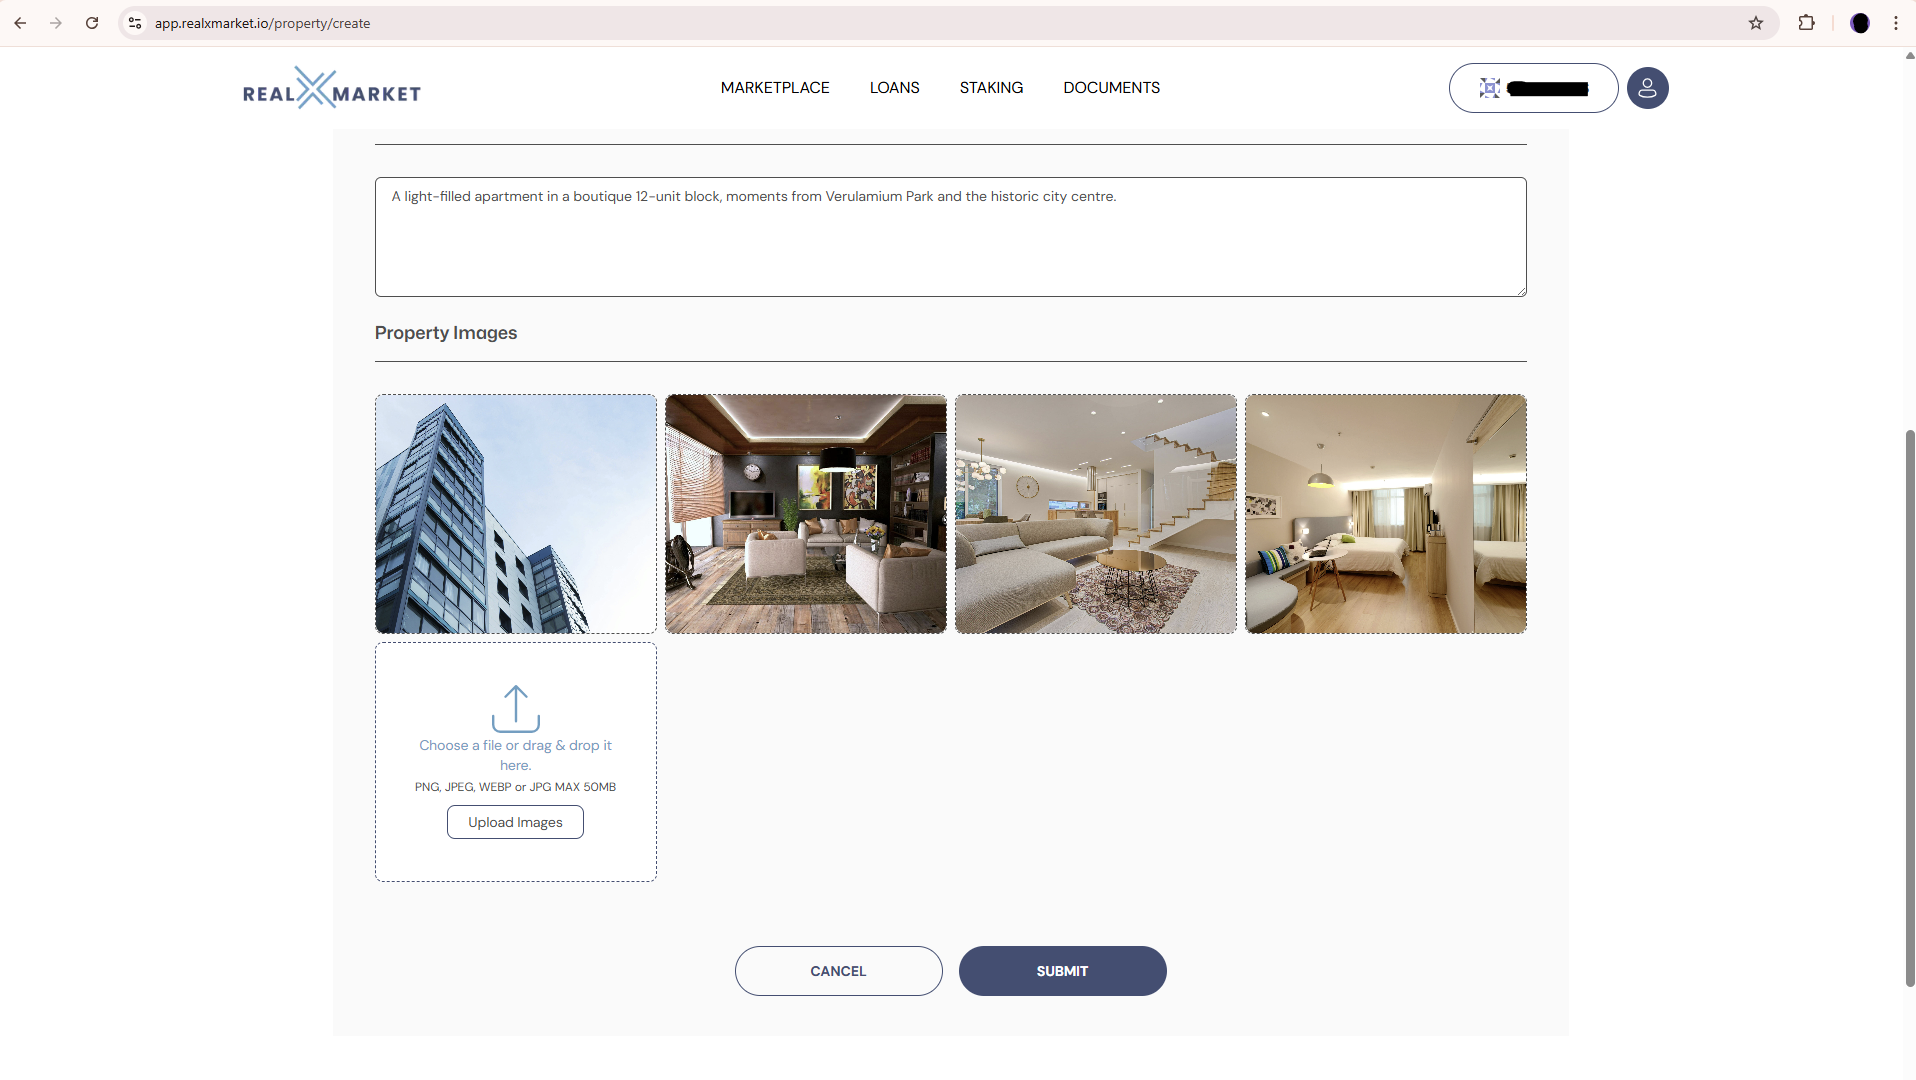 app.realxmarket.io/property/create
REAL X MARKET
MARKETPLACE
LOANS
STAKING
DOCUMENTS
A light-filled apartment in a boutique 12-unit block, moments from Verulamium Park and the historic city centre.
Property Images
Choose a file or drag & drop it
here.
PNG, JPEG, WEBP or JPG MAX 50MB
Upload Images
CANCEL
SUBMIT